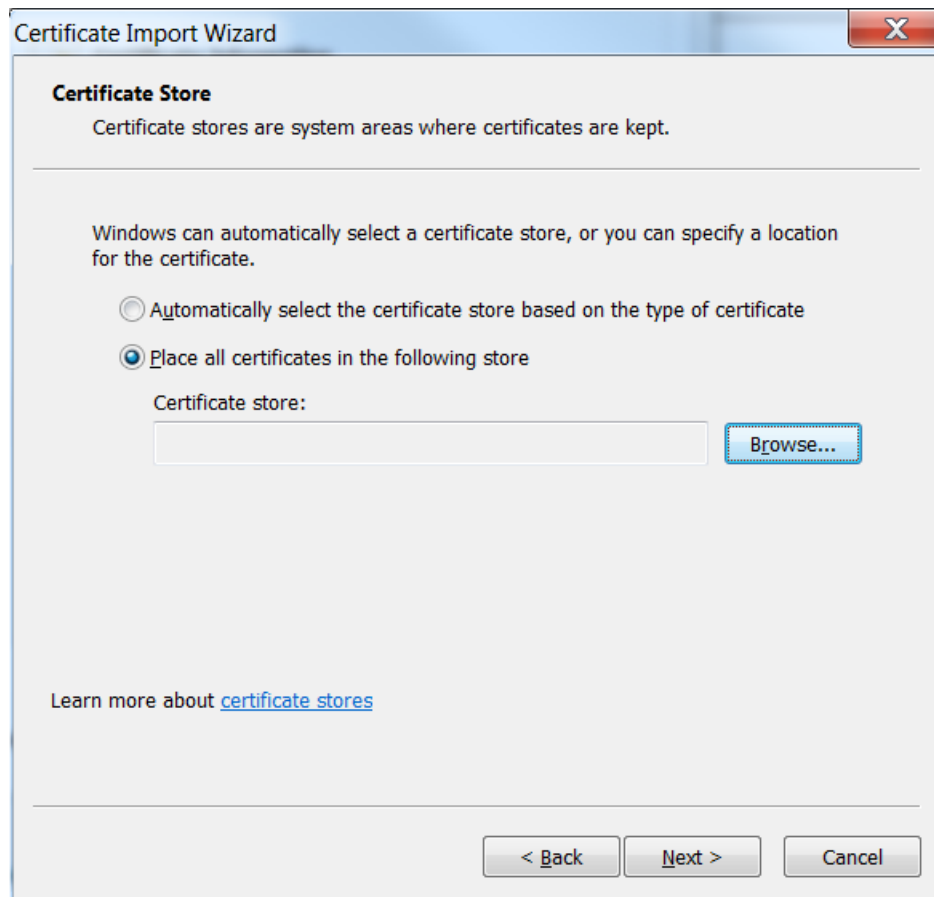 Certificate Import Wizard
Certificate Store
Certificate stores are system areas where certificates are kept.
Windows can automatically select a certificate store, or you can specify a location
for the certificate.
Automatically select the certificate store based on the type of certificate
Place all certificates in the following store
Certificate store:
Browse...
Learn more about certificate stores
< Back
Next >
Cancel